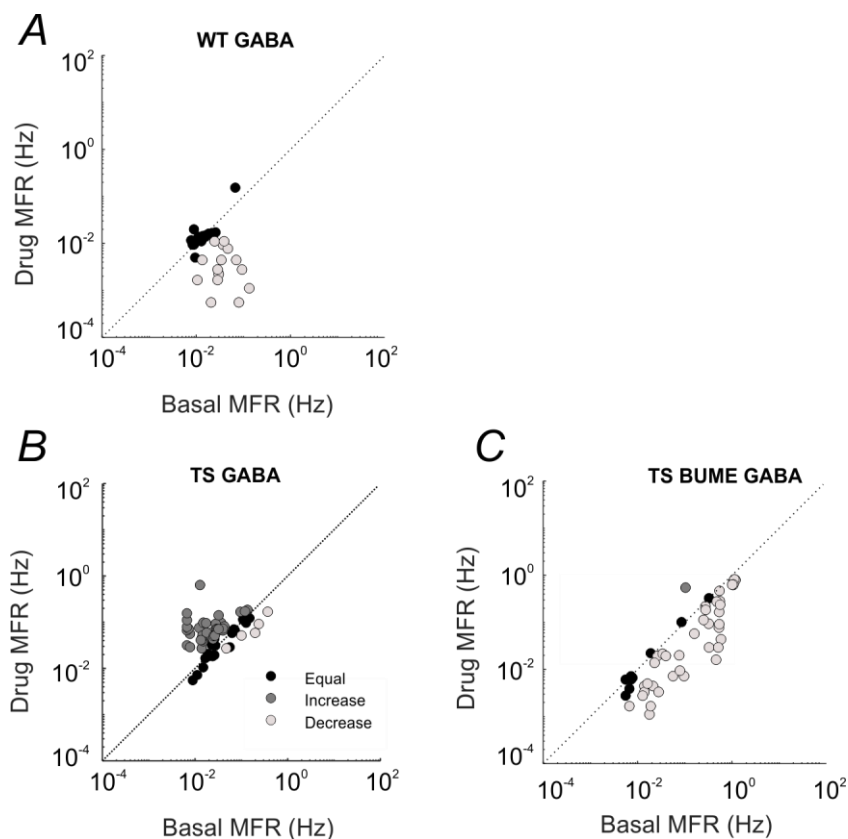 A
WT GABA
Drug MFR (Hz)
10^2
10^0
10^-2
10^-4
10^-4 10^-2 10^0 10^2
Basal MFR (Hz)
B
TS GABA
Drug MFR (Hz)
10^2
10^0
10^-2
10^-4
Equal
Increase
Decrease
10^-4 10^-2 10^0 10^2
Basal MFR (Hz)
C
TS BUME GABA
Drug MFR (Hz)
10^2
10^0
10^-2
10^-4
10^-4 10^-2 10^0 10^2
Basal MFR (Hz)